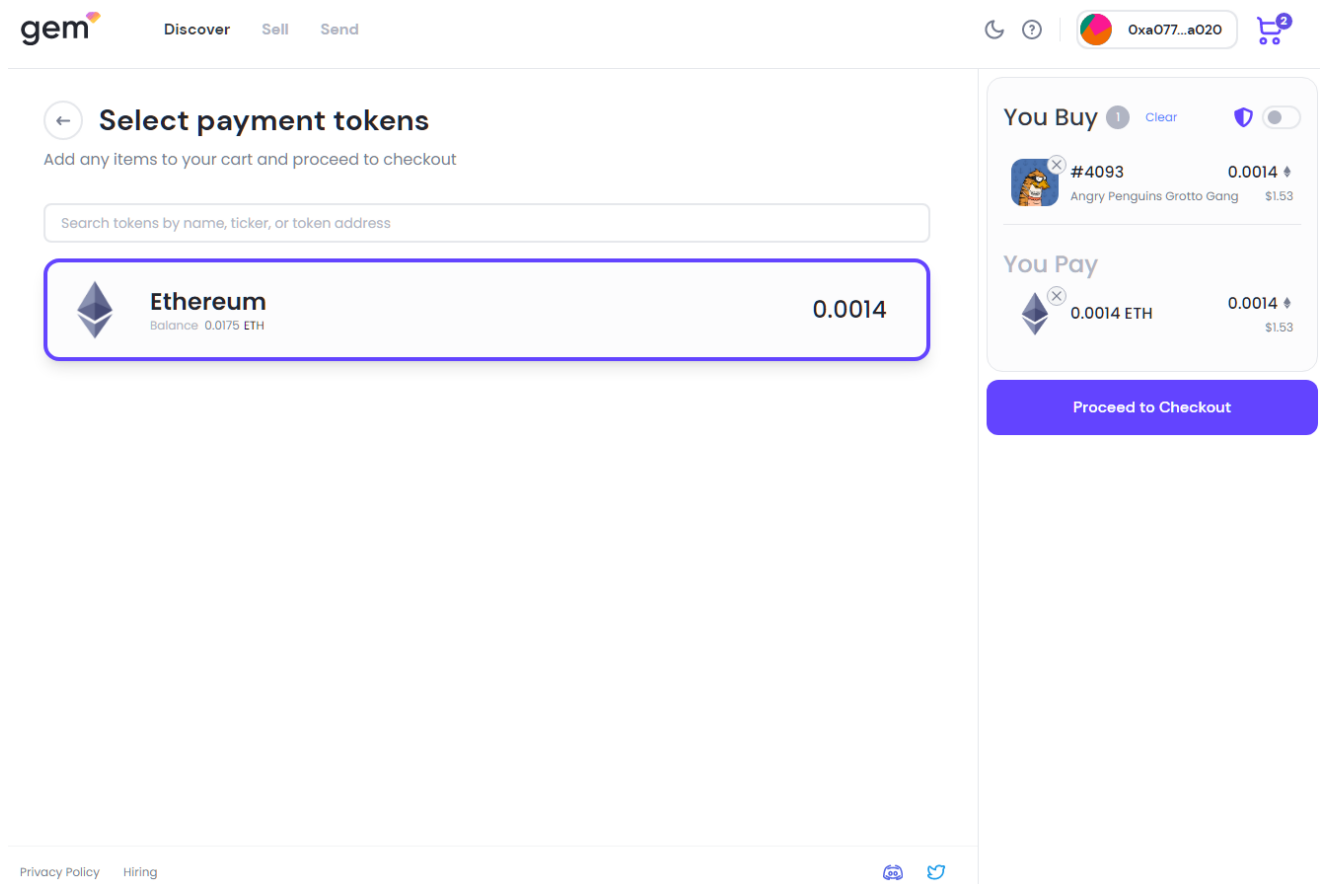 gem
Discover
Sell
Send
0xa077...a020
2
Select payment tokens
Add any items to your cart and proceed to checkout
Search tokens by name, ticker, or token address
Ethereum
Balance 0.0175 ETH
0.0014
You Buy 1 Clear
#4093 0.0014
Angry Penguins Grotto Gang $1.53
You Pay
0.0014 ETH 0.0014
$1.53
Proceed to Checkout
Privacy Policy
Hiring